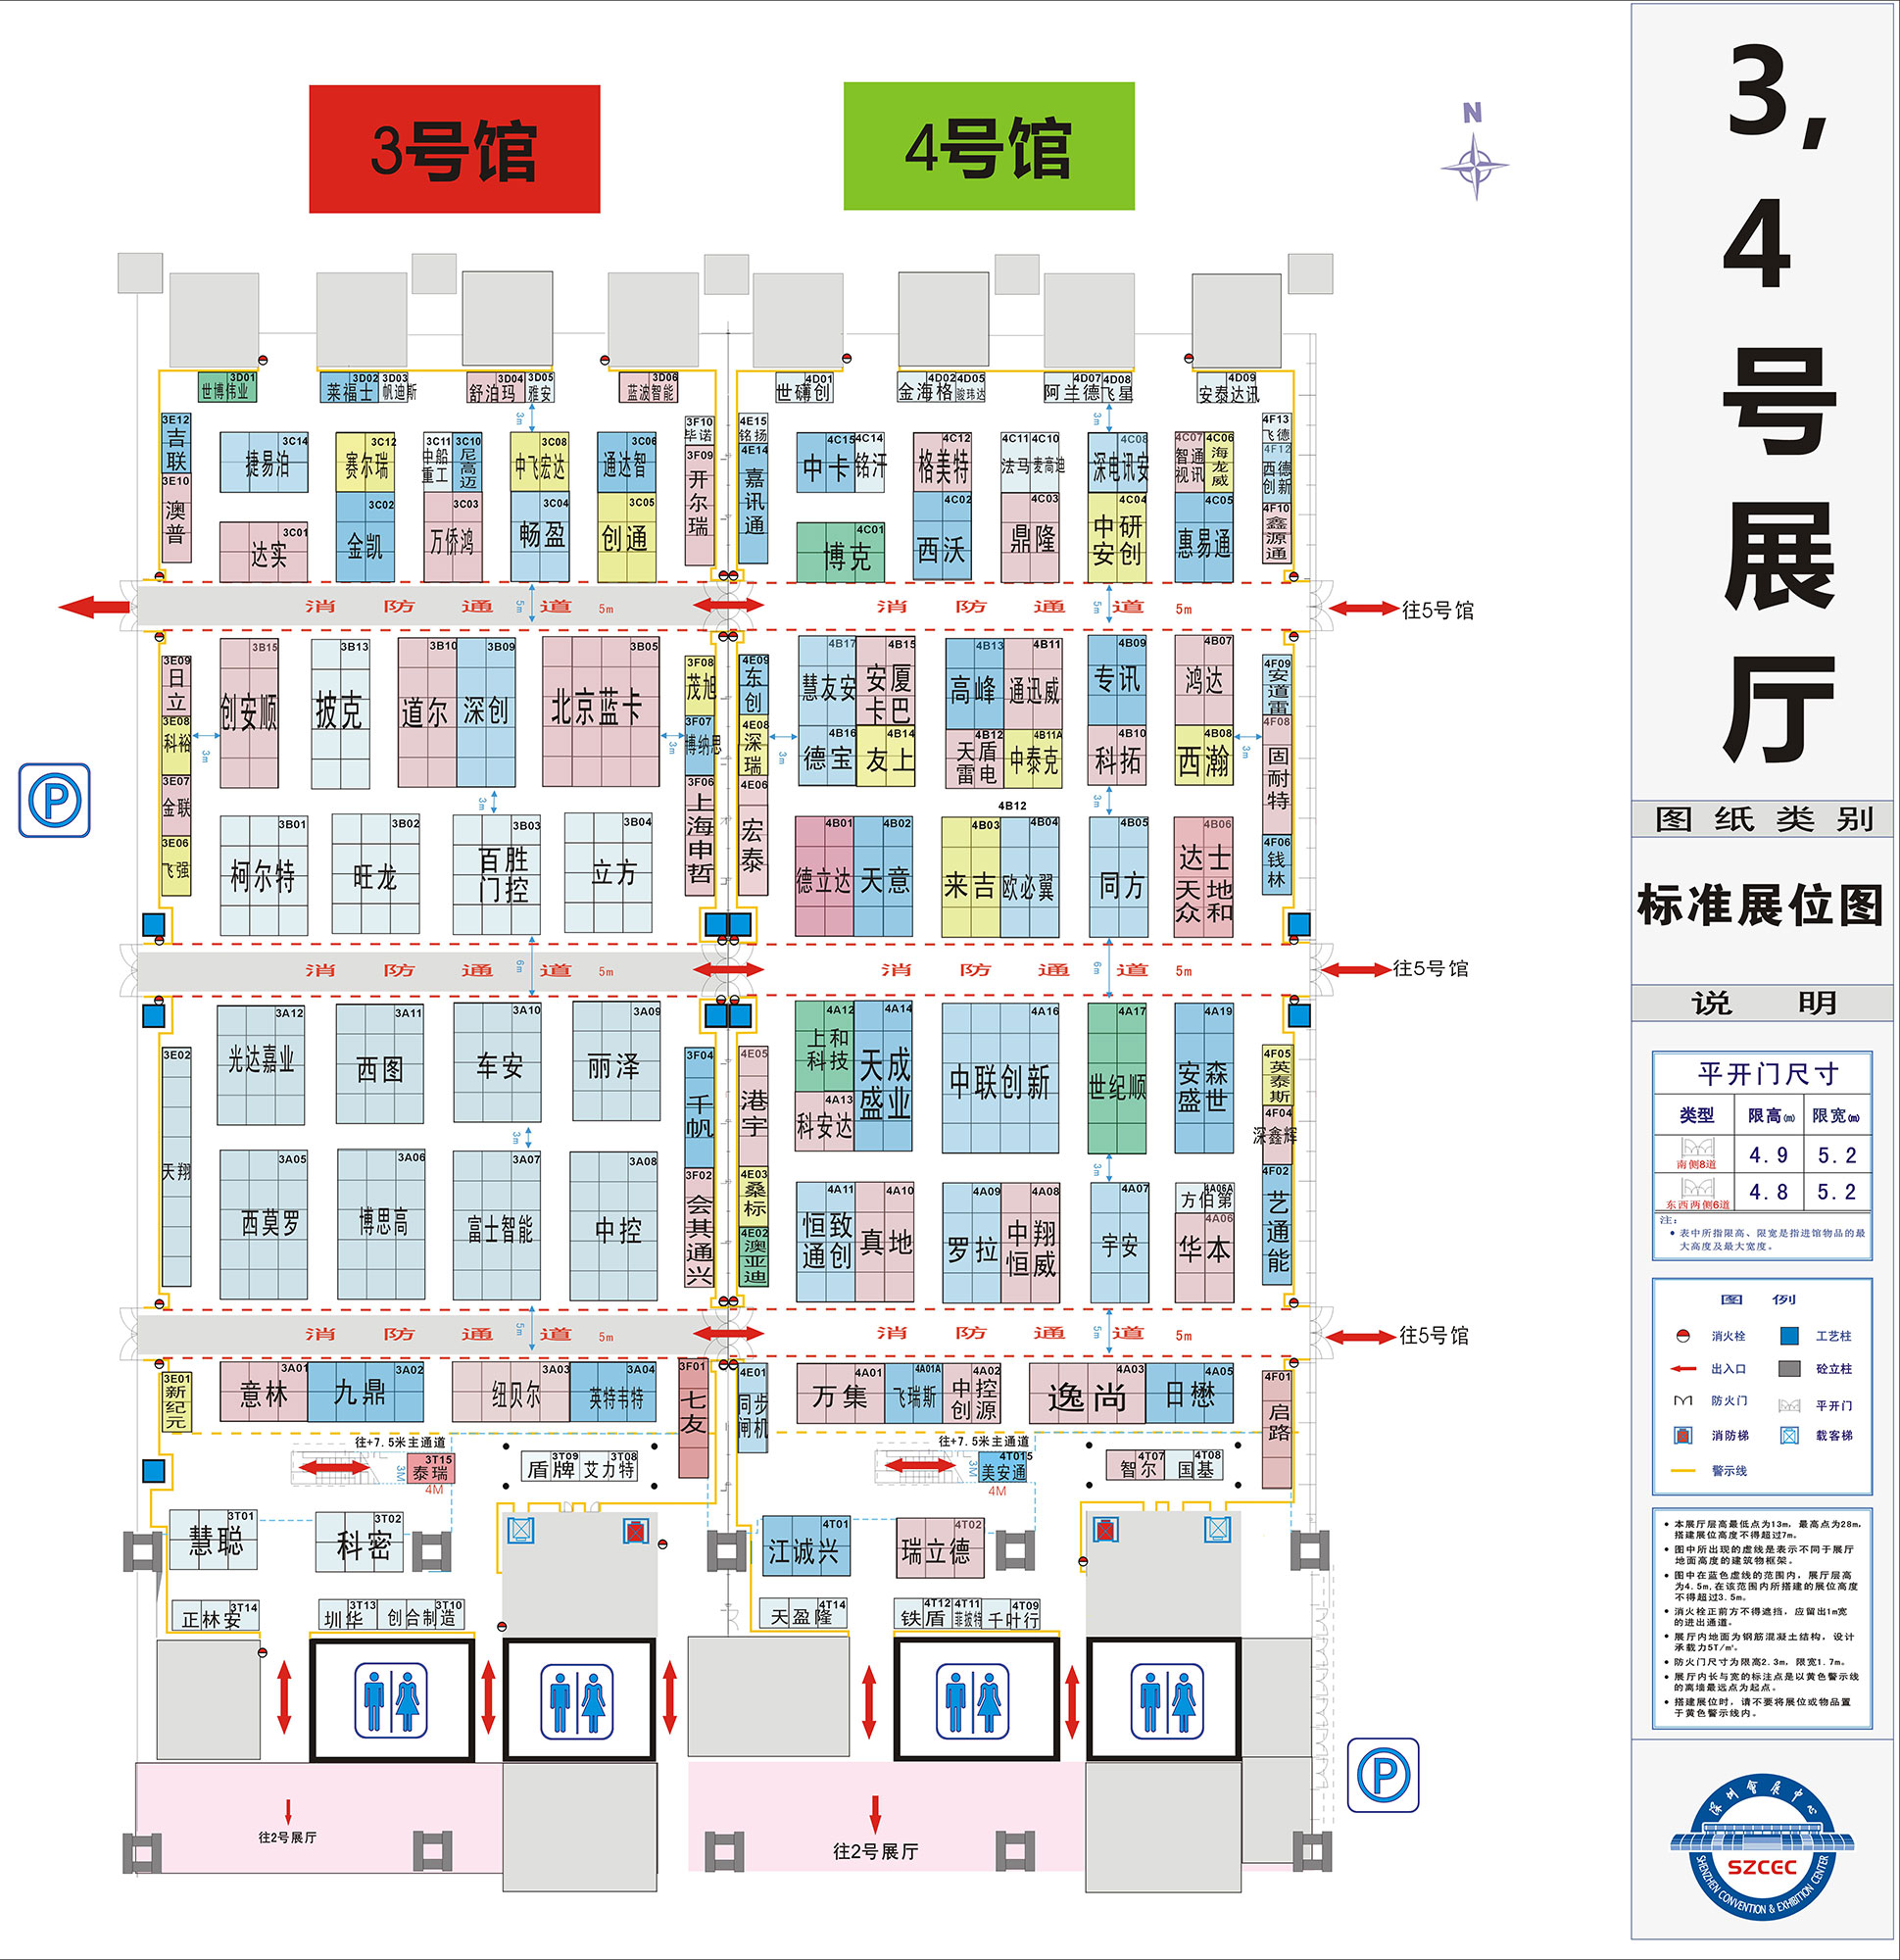 3号馆
4号馆
N
3D01
世博伟业
3D02
莱福士
3D03
帆迪斯
3D04
舒泊玛
3D05
雅安
3D06
蓝波智能
4D01
世礴创
4D02
金海格
4D05
骏玮达
4D07
阿兰德
4D08
飞星
4D09
安泰达讯
3m
3m
3E12
吉联
3E10
澳普
3C14
捷易泊
3C12
赛尔瑞
3C11
中船重工
3C10
尼高迈
3C08
中飞宏达
3C06
通达智
3F10
毕诺
3F09
开尔瑞
3C01
达实
3C02
金凯
3C03
万侨鸿
3C04
畅盈
3C05
创通
4E15
铭扬
4E14
嘉讯通
4C15
中卡
4C14
铭汗
4C12
格美特
4C11
法马
4C10
麦高迪
4C08
深电讯安
4C07
智通视讯
4C06
海龙威
4F13
飞德
4F12
西德创新
4F10
鑫源通
4C01
博克
4C02
西沃
4C03
鼎隆
4C04
中研安创
4C05
惠易通
消防通道 5m
5m
消防通道 5m
5m
往5号馆
3E09
日立
3E08
科裕
3E07
金联
3E06
飞强
3m
3B15
创安顺
3B13
披克
3B10
道尔
3B09
深创
3B05
北京蓝卡
3m
3F08
茂旭
3F07
博纳思
3F06
上海申哲
3m
3B01
柯尔特
3B02
旺龙
3B03
百胜门控
3B04
立方
4E09
东创
4E08
深瑞
4E06
宏泰
3m
4B17
慧友安
4B15
安厦卡巴
4B13
高峰
4B11
通迅威
4B09
专讯
4B07
鸿达
4B16
德宝
4B14
友上
4B12
天盾雷电
4B11A
中泰克
4B10
科拓
4B08
西瀚
4B12
3m
3m
4F09
安道雷
4F08
固耐特
4F06
钱林
4B01
德立达
4B02
天意
4B03
来吉
4B04
欧必翼
4B05
同方
4B06
达士
天地众和
消防通道 5m
6m
消防通道 5m
6m
往5号馆
3E02
天翔
3A12
光达嘉业
3A11
西图
3A10
车安
3A09
丽泽
3F04
千帆
3F02
会其通兴
3m
3A05
西莫罗
3A06
博思高
3A07
富士智能
3A08
中控
4E05
港宇
4E03
桑标
4E02
澳亚迪
4A12
上和科技
4A13
科安达
4A14
天成盛业
4A16
中联创新
4A17
世纪顺
4A19
安森盛世
4F05
英泰斯
4F04
深鑫辉
4F02
艺通能
3m
4A11
恒致通创
4A10
真地
4A09
罗拉
4A08
中翔恒威
4A07
宇安
4A06A
方伯第
4A06
华本
消防通道 5m
5m
消防通道 5m
5m
往5号馆
3E01
新纪元
3A01
意林
3A02
九鼎
3A03
纽贝尔
3A04
英特韦特
3F01
七友
4E01
同步闸机
4A01
万集
4A01A
飞瑞斯
4A02
中控创源
4A03
逸尚
4A05
日懋
4F01
启路
往+7.5米主通道
3M
3T15
泰瑞
4M
3T09
盾牌
3T08
艾力特
往+7.5米主通道
3M
4T015
美安通
4M
4T07
智尔
4T08
国基
3T01
慧聪
3T02
科密
4T01
江诚兴
4T02
瑞立德
3T14
正林安
3T13
圳华
3T10
创合制造
4T14
天盈隆
4T12
铁盾
4T11
菲披特
4T09
千叶行
往2号展厅
往2号展厅
P
P
3,
4
号
展
厅
图纸类别
标准展位图
说明
平开门尺寸
类型 限高(m) 限宽(m)
南侧8道 4.9 5.2
东西两侧6道 4.8 5.2
注:
● 表中所指限高、限宽是指进馆物品的最
大高度及最大宽度。
图例
消火栓 工艺柱
出入口 砼立柱
防火门 平开门
消防梯 载客梯
警示线
● 本展厅层高最低点为13m, 最高点为28m,
搭建展位高度不得超过7m。
● 图中所出现的虚线是表示不同于展厅
地面高度的建筑物框架。
● 图中在蓝色虚线的范围内, 展厅层高
为4.5m,在该范围内所搭建的展位高度
不得超过3.5m。
● 消火栓正前方不得遮挡, 应留出1m宽
的进出通道。
● 展厅内地面为钢筋混凝土结构, 设计
承载力5T/㎡。
● 防火门尺寸为限高2.3m, 限宽1.7m。
● 展厅内长与宽的标注点是以黄色警示线
的离墙最远点为起点。
● 搭建展位时, 请不要将展位或物品置
于黄色警示线内。
深圳会展中心
SZCEC
SHENZHEN CONVENTION & EXHIBITION CENTER